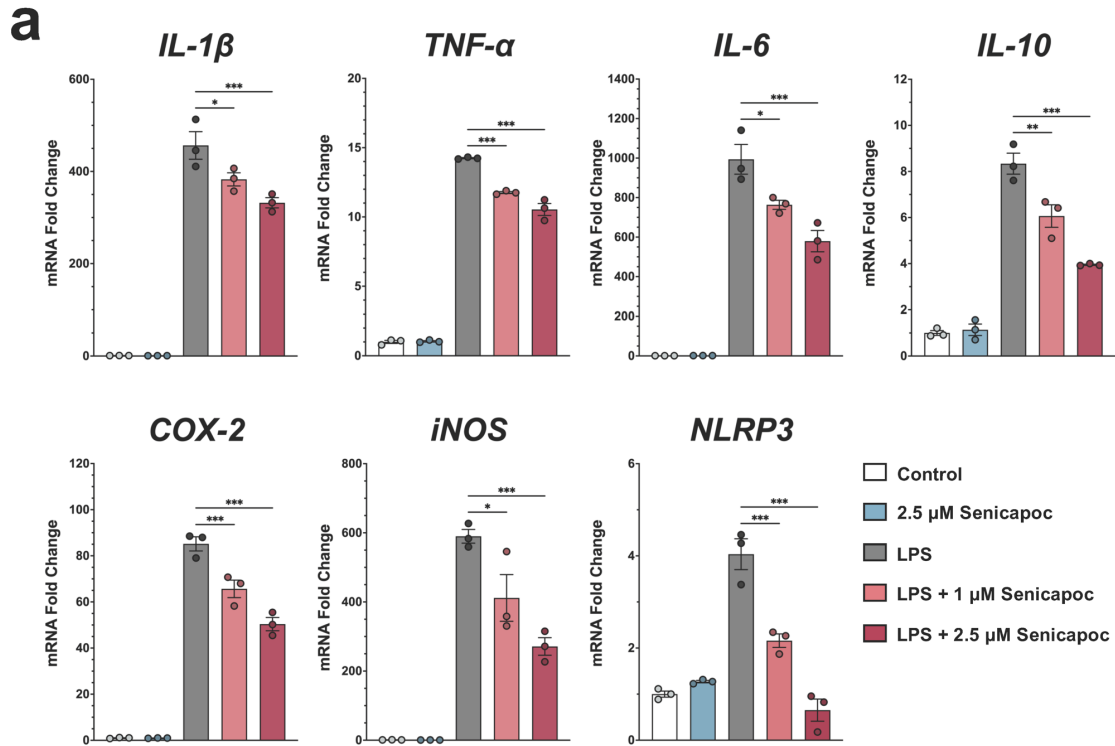 a
IL-1β
TNF-α
IL-6
IL-10
mRNA Fold Change
600
400
200
0
***
*
mRNA Fold Change
20
15
10
5
0
***
***
mRNA Fold Change
1400
1200
1000
800
600
400
200
0
***
*
mRNA Fold Change
12
10
8
6
4
2
0
***
**
COX-2
iNOS
NLRP3
mRNA Fold Change
120
100
80
60
40
20
0
***
***
mRNA Fold Change
800
600
400
200
0
***
*
mRNA Fold Change
6
4
2
0
***
***
Control
2.5 µM Senicapoc
LPS
LPS + 1 µM Senicapoc
LPS + 2.5 µM Senicapoc